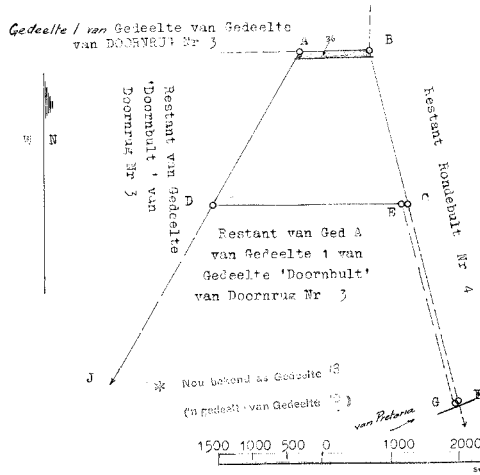 Gedeelte 1 van Gedeelte van Gedeelte
van DOORNRUG Nr 3
A
B
36
N
Restant van Gedeelte
'Doornbult' van
Doornrug Nr 3
Restant Rondebult Nr 4
D
E
C
Restant van Ged A
van Gedeelte 1 van
Gedeelte 'Doornbult'
van Doornrug Nr 3
J
* Nou bekend as Gedeelte
('n gedeelte van Gedeelte )
G
F
van Pretoria
1500 1000 500 0 1000 2000